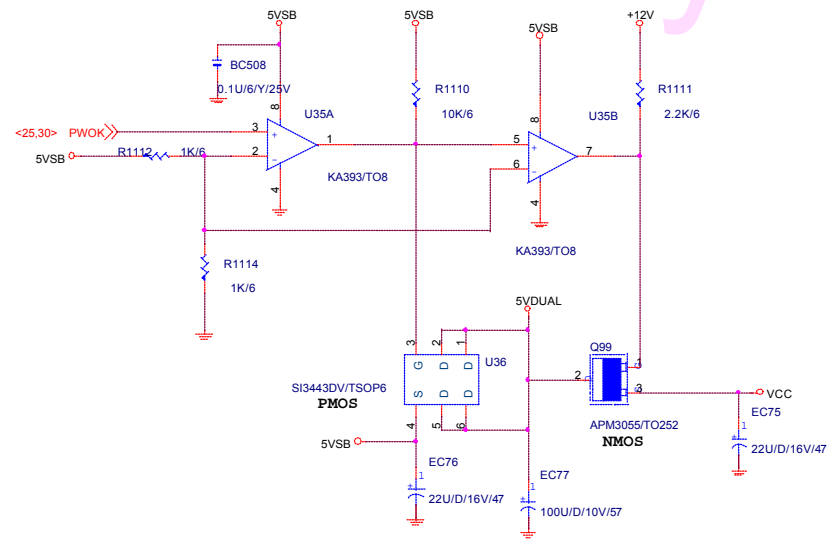 5VSB
5VSB
+12V
5VSB
BC508
0.1U/6/Y/25V
R1110
10K/6
R1111
2.2K/6
8
U35A
8
U35B
<25,30> PWOK
3
+
1
5
+
7
5VSB
R1112
1K/6
2
-
6
-
4
KA393/TO8
4
KA393/TO8
R1114
1K/6
5VDUAL
3
2
1
U36
Q99
1
G
D
D
2
3
VCC
S
D
D
SI3443DV/TSOP6
PMOS
APM3055/TO252
NMOS
EC75
4
5
6
5VSB
1
+
22U/D/16V/47
EC76
1
+
22U/D/16V/47
EC77
1
+
100U/D/10V/57